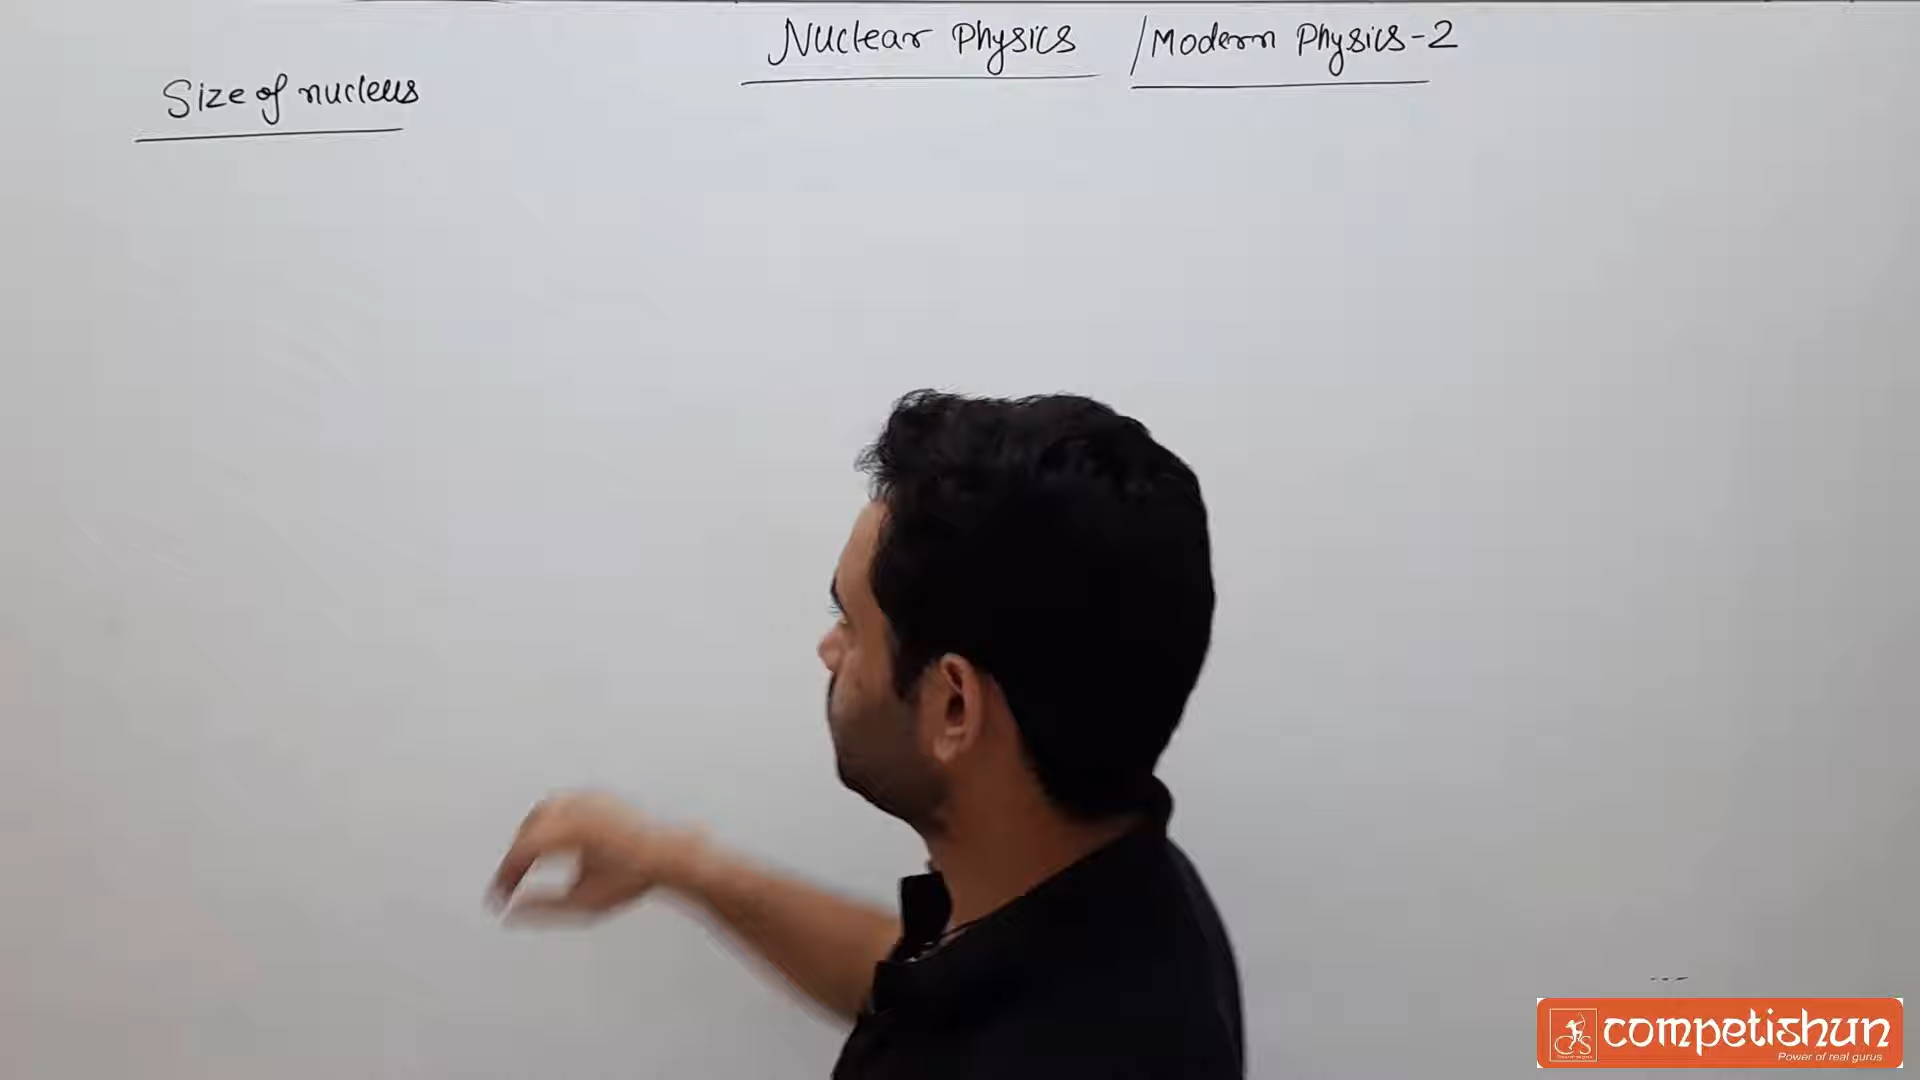 Nuclear Physics /Modern Physics-2
Size of nucleus
competishun
Power of real gurus